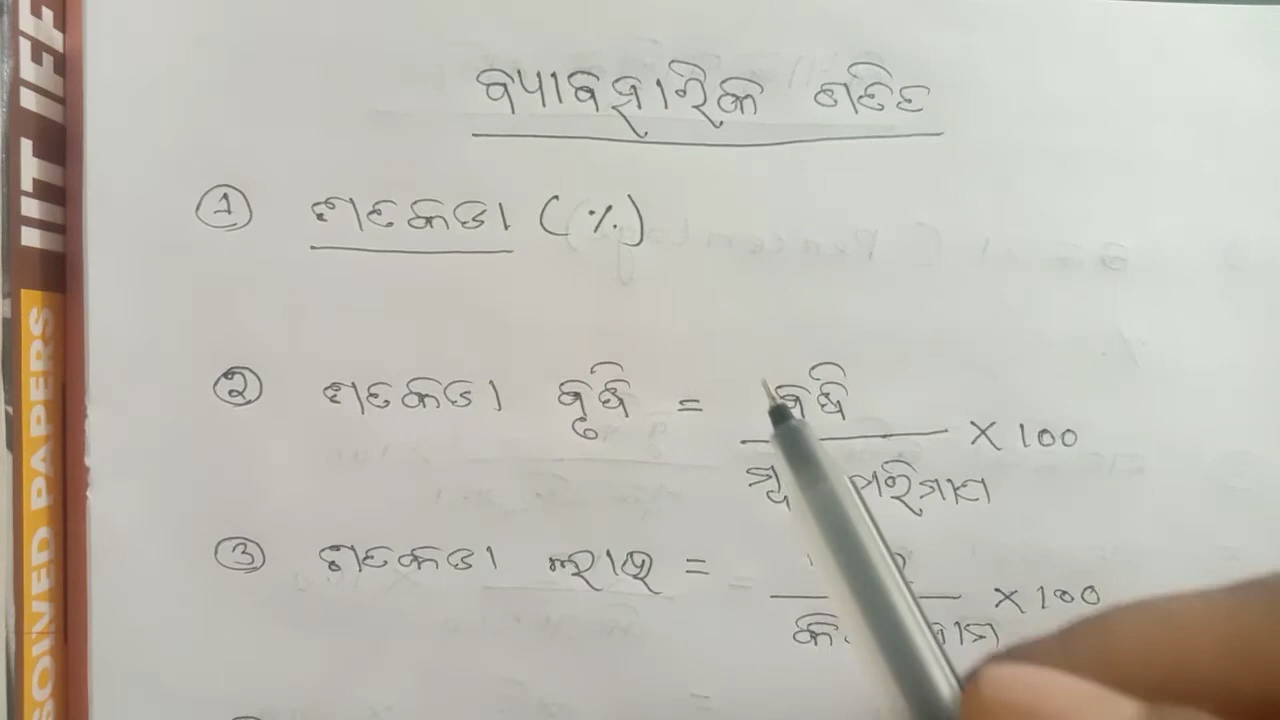 ବ୍ୟାବହାରିକ ଗଣିତ
① ଶତକଡା (%)
② ଶତକଡା ବୃଦ୍ଧି = ବୃଦ୍ଧି / ପରିମାଣ × 100
③ ଶତକଡା ଲାଭ = × 100
IIT JEE
SOLVED PAPERS